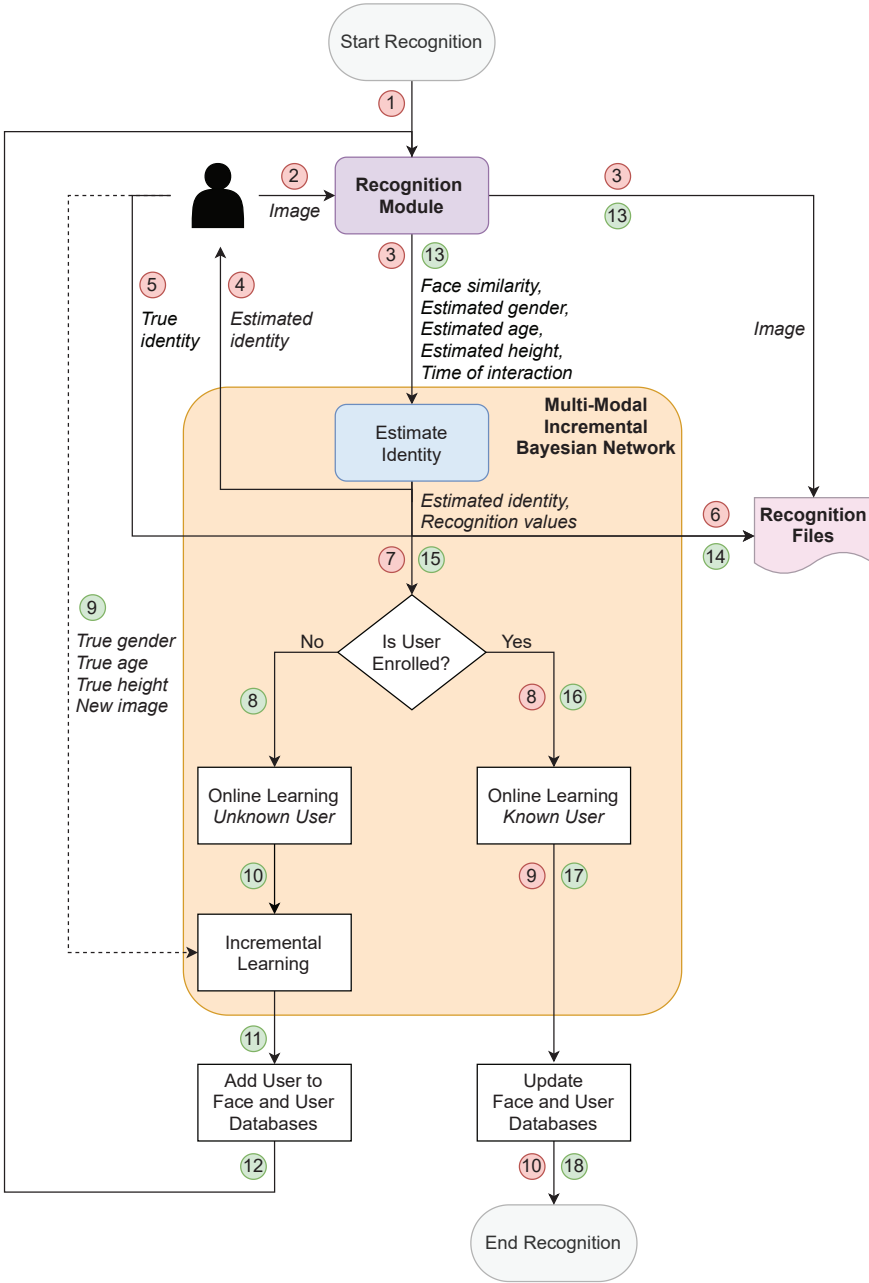 Start Recognition
1
2
Image
Recognition
Module
3
13
3
13
5
True
identity
4
Estimated
identity
Face similarity,
Estimated gender,
Estimated age,
Estimated height,
Time of interaction
Image
Multi-Modal
Incremental
Bayesian Network
Estimate
Identity
Estimated identity,
Recognition values
6
14
Recognition
Files
7
15
9
True gender
True age
True height
New image
No
Is User
Enrolled?
Yes
8
8
16
Online Learning
Unknown User
Online Learning
Known User
10
9
17
Incremental
Learning
11
Add User to
Face and User
Databases
Update
Face and User
Databases
12
10
18
End Recognition